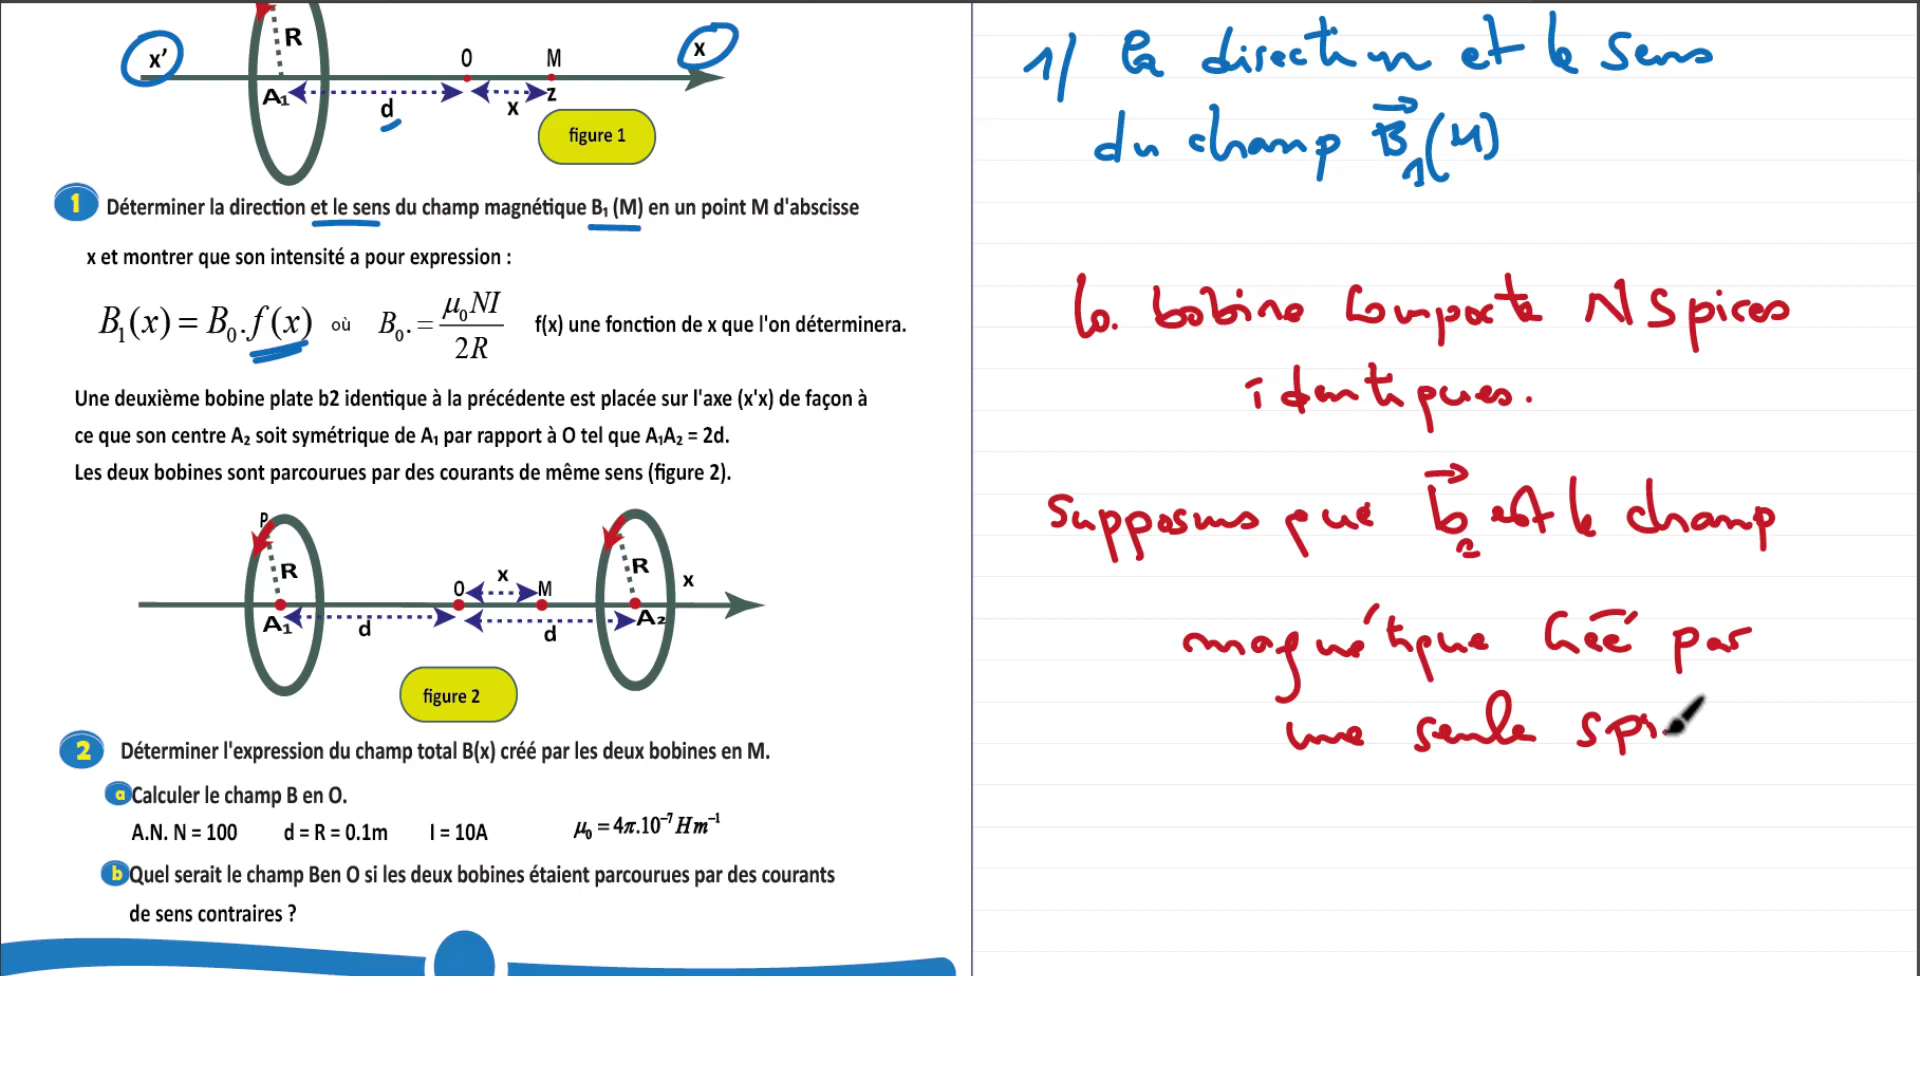 x'
R
O
M
x
A₁
d
x
z
figure 1
1 Déterminer la direction et le sens du champ magnétique B₁ (M) en un point M d'abscisse
x et montrer que son intensité a pour expression :
B₁(x) = B₀.f(x) où B₀. = μ₀NI / 2R f(x) une fonction de x que l'on déterminera.
Une deuxième bobine plate b2 identique à la précédente est placée sur l'axe (x'x) de façon à
ce que son centre A₂ soit symétrique de A₁ par rapport à O tel que A₁A₂ = 2d.
Les deux bobines sont parcourues par des courants de même sens (figure 2).
P
R
O
x
M
R
x
A₁
d
d
A₂
figure 2
2 Déterminer l'expression du champ total B(x) créé par les deux bobines en M.
a Calculer le champ B en O.
A.N. N = 100 d = R = 0.1m I = 10A μ₀ = 4π.10⁻⁷Hm⁻¹
b Quel serait le champ Ben O si les deux bobines étaient parcourues par des courants
de sens contraires ?
1/ la direction et le sens
du champ B⃗₁(M)
la bobine comporte N Spires
identiques.
supposons que b⃗₂ est le champ
magnétique créé par
une seule spi